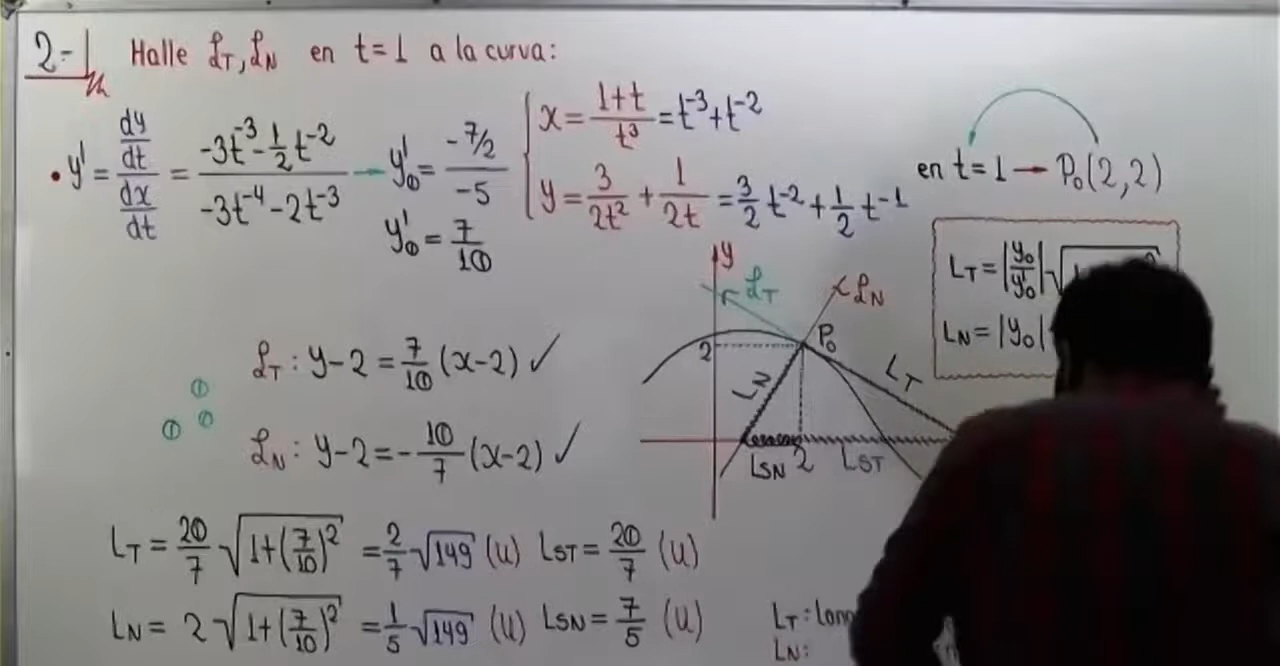 2-1 Halle ℒT, ℒN en t=1 a la curva:
• y' = (dy/dt)/(dx/dt) = (-3t⁻³ - 1/2 t⁻²)/(-3t⁻⁴ - 2t⁻³) → y'₀ = (-7/2)/(-5)
y'₀ = 7/10
{ x = (1+t)/t³ = t⁻³ + t⁻²
y = 3/(2t²) + 1/(2t) = 3/2 t⁻² + 1/2 t⁻¹
en t=1 → P₀(2,2)
LT = |y₀/y'₀| √
LN = |y₀|
y
ℒT
ℒN
2
P₀
LN
LT
LSN 2 LST
ℒT : y-2 = 7/10 (x-2) ✓
ℒN : y-2 = -10/7 (x-2) ✓
LT = 20/7 √(1+(7/10)²) = 2/7 √149 (u) LST = 20/7 (u)
LN = 2 √(1+(7/10)²) = 1/5 √149 (u) LSN = 7/5 (u)
LT :
LN :